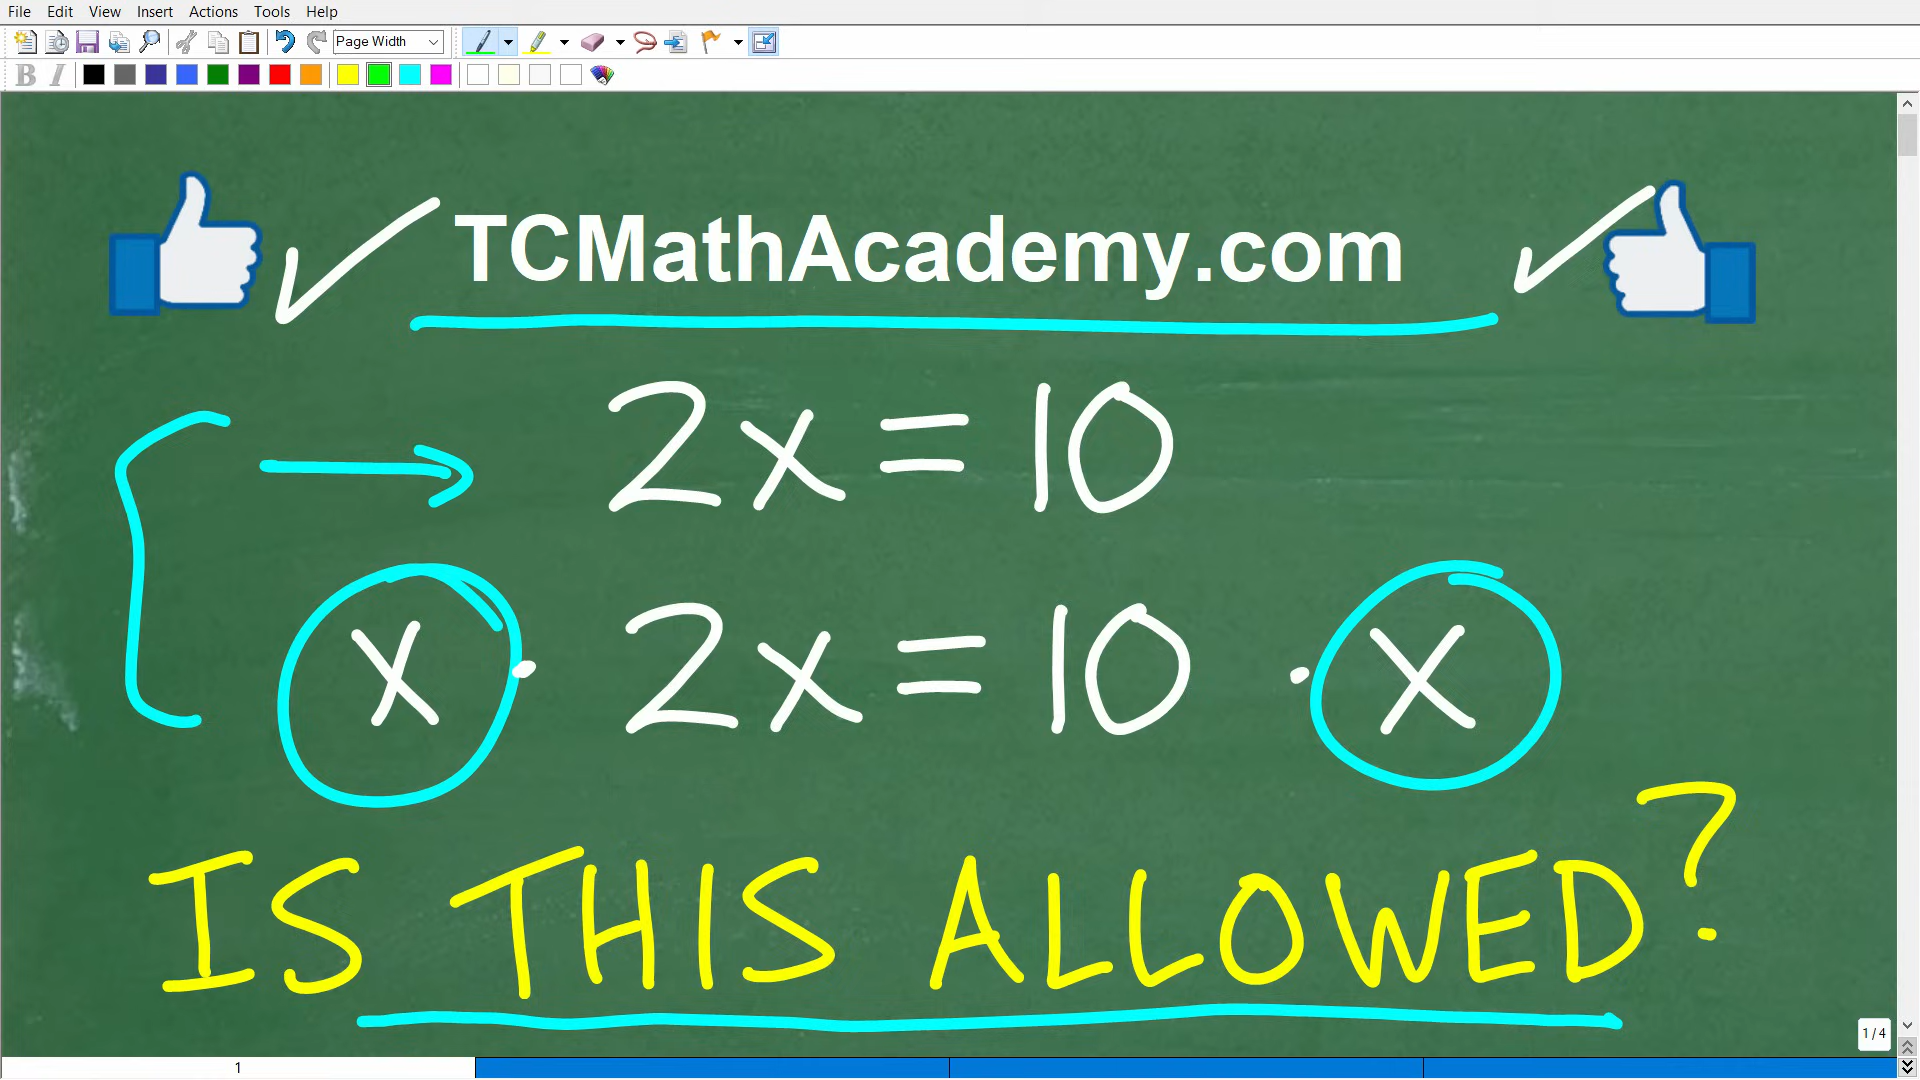 File Edit View Insert Actions Tools Help
Page Width
B I
TCMathAcademy.com
2x = 10
x · 2x = 10 · x
IS THIS ALLOWED?
1 / 4
1